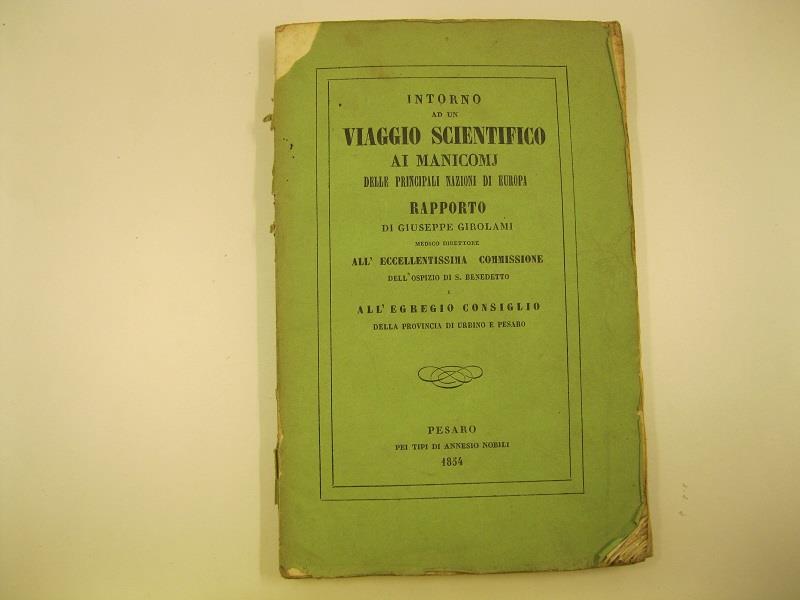 INTORNO
AD UN
VIAGGIO SCIENTIFICO
AI MANICOMJ
DELLE PRINCIPALI NAZIONI DI EUROPA
RAPPORTO
DI GIUSEPPE GIROLAMI
MEDICO DIRETTORE
ALL' ECCELLENTISSIMA COMMISSIONE
DELL'OSPIZIO DI S. BENEDETTO
E
ALL'EGREGIO CONSIGLIO
DELLA PROVINCIA DI URBINO E PESARO
PESARO
PEI TIPI DI ANNESIO NOBILI
1854